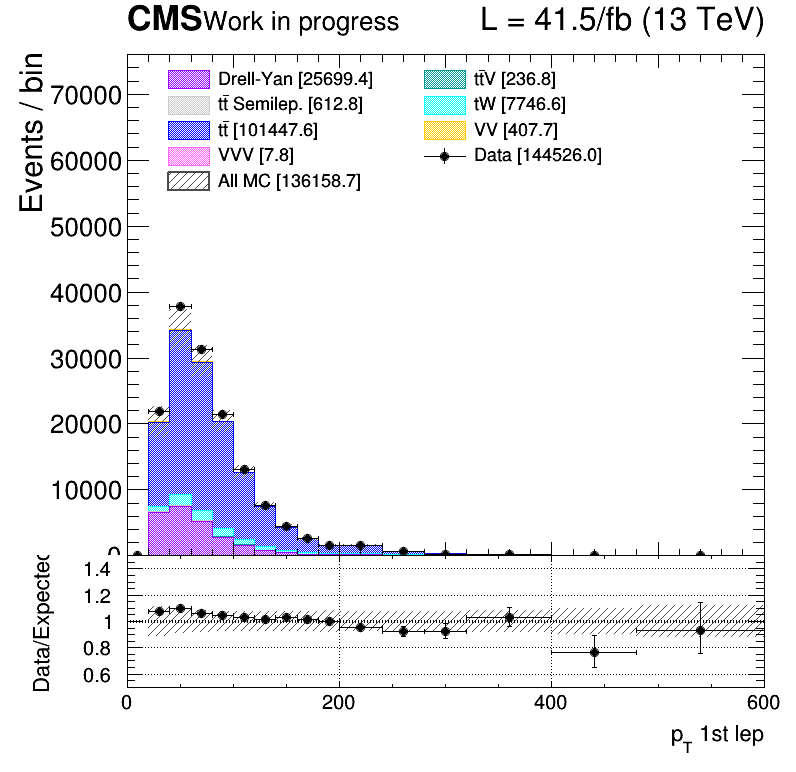 CMS Work in progress L = 41.5/fb (13 TeV)
Events / bin
Drell-Yan [25699.4]
tt̄ Semilep. [612.8]
tt̄ [101447.6]
VVV [7.8]
All MC [136158.7]
tt̄V [236.8]
tW [7746.6]
VV [407.7]
Data [144526.0]
70000
60000
50000
40000
30000
20000
10000
0
Data/Expected
1.4
1.2
1
0.8
0.6
0 200 400 600
p_T 1st lep